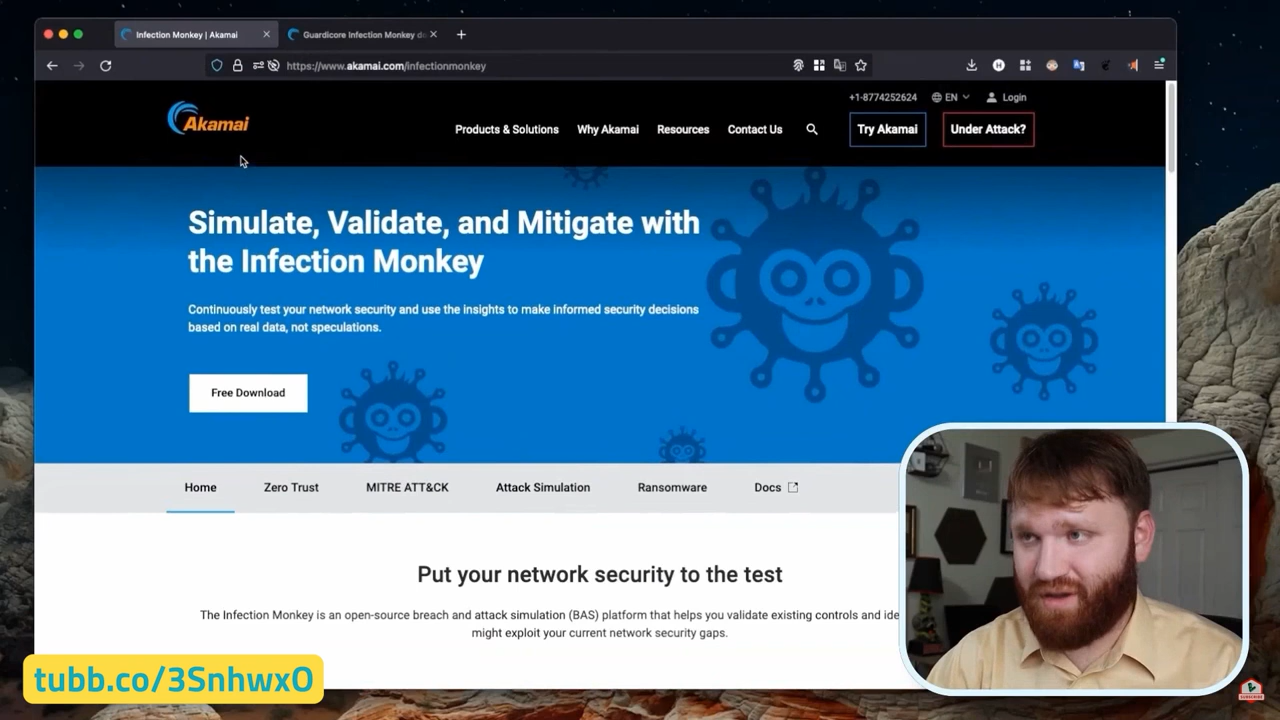 Infection Monkey | Akamai
Guardicore Infection Monkey d
https://www.akamai.com/infectionmonkey
+1-8774252624
EN
Login
Akamai
Products & Solutions
Why Akamai
Resources
Contact Us
Try Akamai
Under Attack?
Simulate, Validate, and Mitigate with
the Infection Monkey
Continuously test your network security and use the insights to make informed security decisions
based on real data, not speculations.
Free Download
Home
Zero Trust
MITRE ATT&CK
Attack Simulation
Ransomware
Docs
Put your network security to the test
The Infection Monkey is an open-source breach and attack simulation (BAS) platform that helps you validate existing controls and ide
might exploit your current network security gaps.
tubb.co/3SnhwxO
SUBSCRIBE